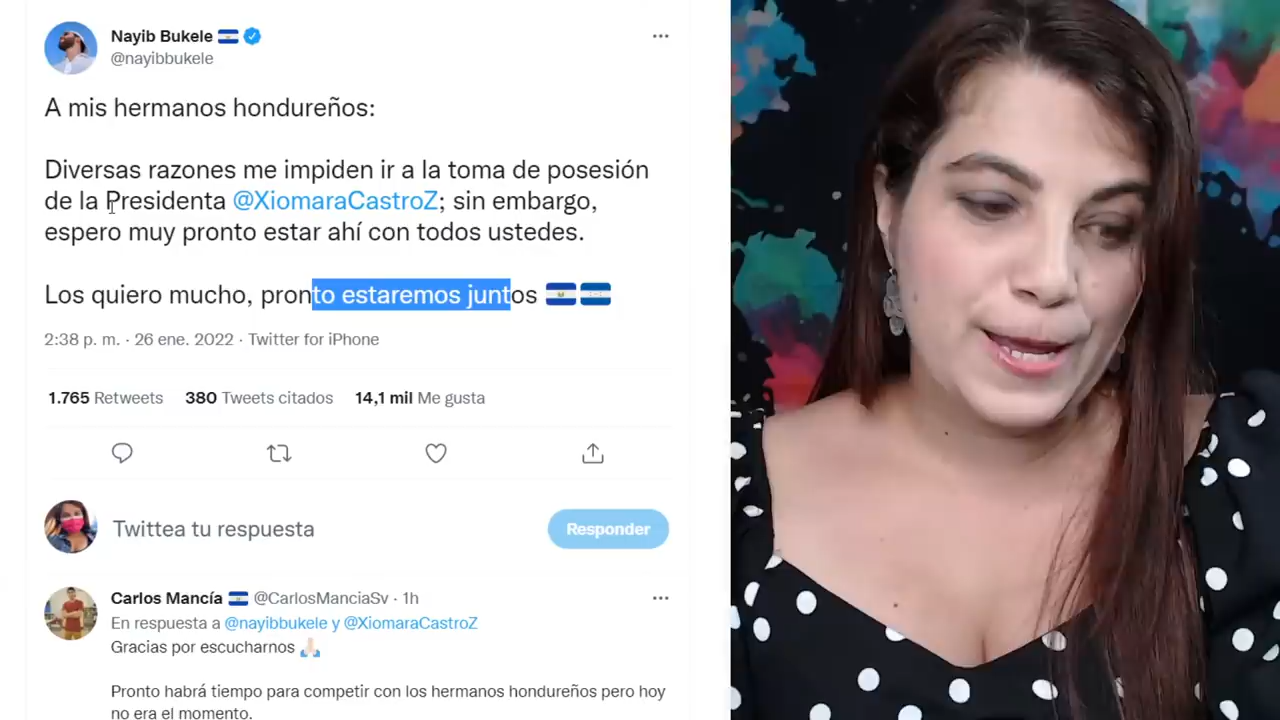 Nayib Bukele
@nayibbukele
A mis hermanos hondureños:
Diversas razones me impiden ir a la toma de posesión
de la Presidenta @XiomaraCastroZ; sin embargo,
espero muy pronto estar ahí con todos ustedes.
Los quiero mucho, pronto estaremos juntos
2:38 p. m. · 26 ene. 2022 · Twitter for iPhone
1.765 Retweets 380 Tweets citados 14,1 mil Me gusta
Twittea tu respuesta Responder
Carlos Mancía @CarlosManciaSv · 1h
En respuesta a @nayibbukele y @XiomaraCastroZ
Gracias por escucharnos
Pronto habrá tiempo para competir con los hermanos hondureños pero hoy
no era el momento.